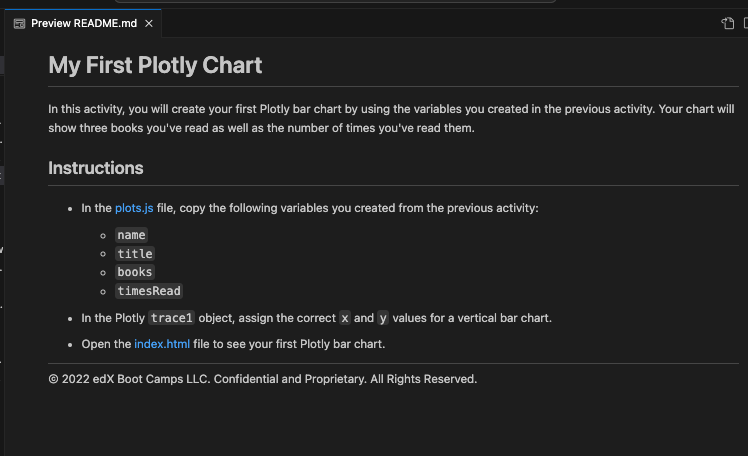 Preview README.md
My First Plotly Chart
In this activity, you will create your first Plotly bar chart by using the variables you created in the previous activity. Your chart will
show three books you've read as well as the number of times you've read them.
Instructions
In the plots.js file, copy the following variables you created from the previous activity:
name
title
books
timesRead
In the Plotly trace1 object, assign the correct x and y values for a vertical bar chart.
Open the index.html file to see your first Plotly bar chart.
© 2022 edX Boot Camps LLC. Confidential and Proprietary. All Rights Reserved.